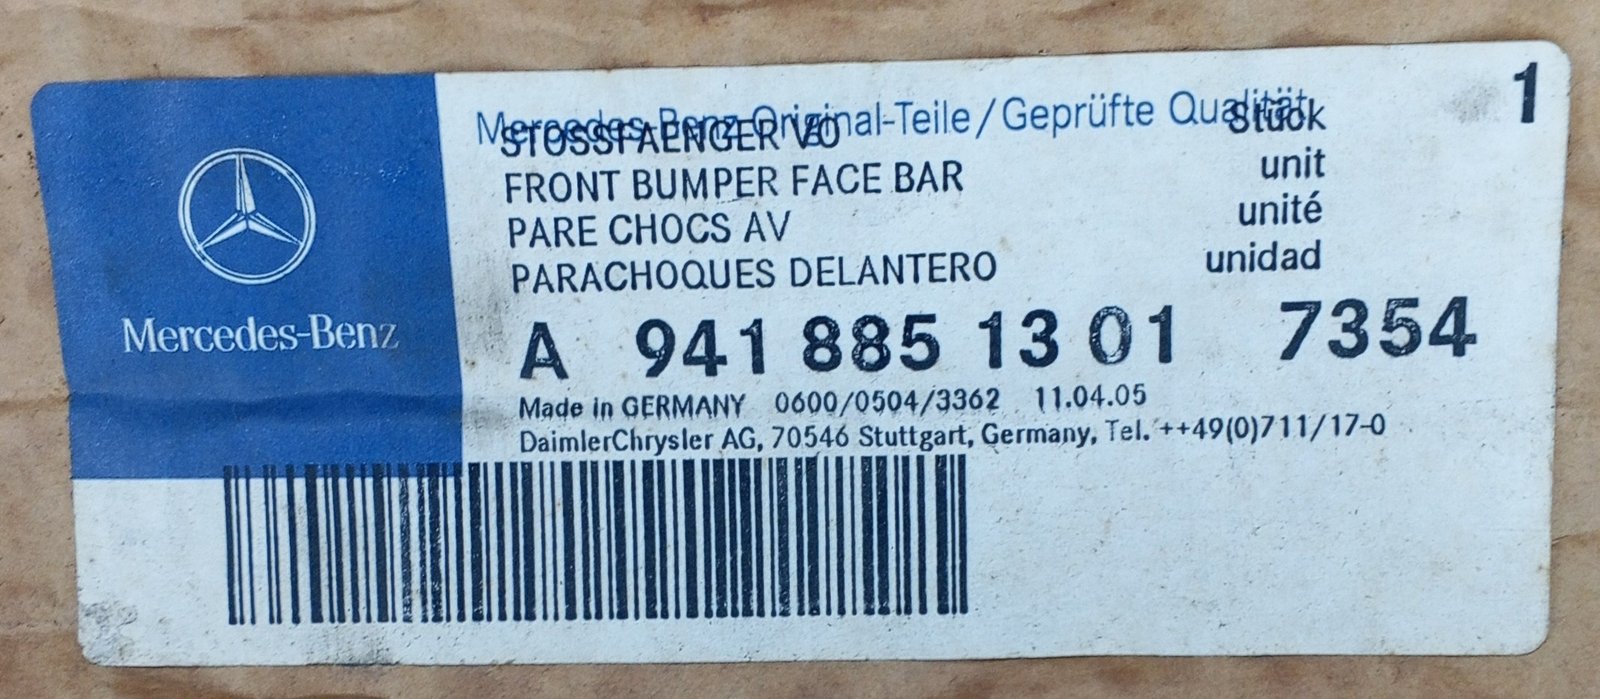 Mercedes-Benz Original-Teile/Geprüfte Qualität
1
STOSSFAENGER VO Stück
FRONT BUMPER FACE BAR unit
PARE CHOCS AV unité
PARACHOQUES DELANTERO unidad
Mercedes-Benz
A 941 885 13 01 7354
Made in GERMANY 0600/0504/3362 11.04.05
DaimlerChrysler AG, 70546 Stuttgart, Germany, Tel. ++49(0)711/17-0